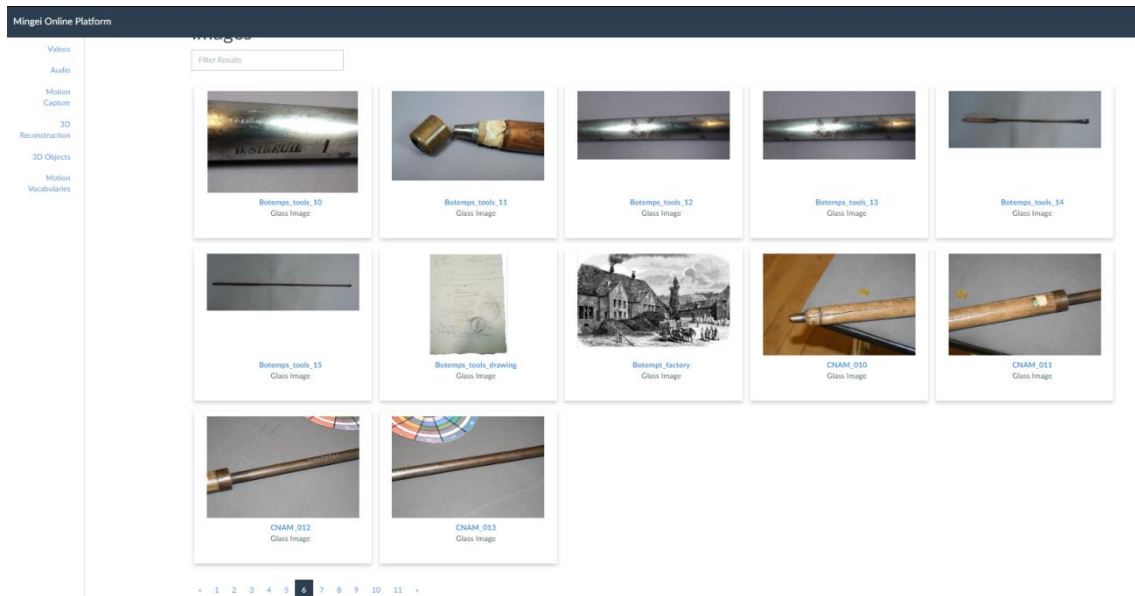 Mingei Online Platform
Images
Videos
Audio
Motion
Capture
3D
Reconstruction
3D Objects
Motion
Vocabularies
Filter Results
Botemps_tools_10
Glass Image
Botemps_tools_11
Glass Image
Botemps_tools_12
Glass Image
Botemps_tools_13
Glass Image
Botemps_tools_14
Glass Image
Botemps_tools_15
Glass Image
Botemps_tools_drawing
Glass Image
Botempt_factory
Glass Image
CNAM_010
Glass Image
CNAM_011
Glass Image
CNAM_012
Glass Image
CNAM_013
Glass Image
« 1 2 3 4 5 6 7 8 9 10 11 »